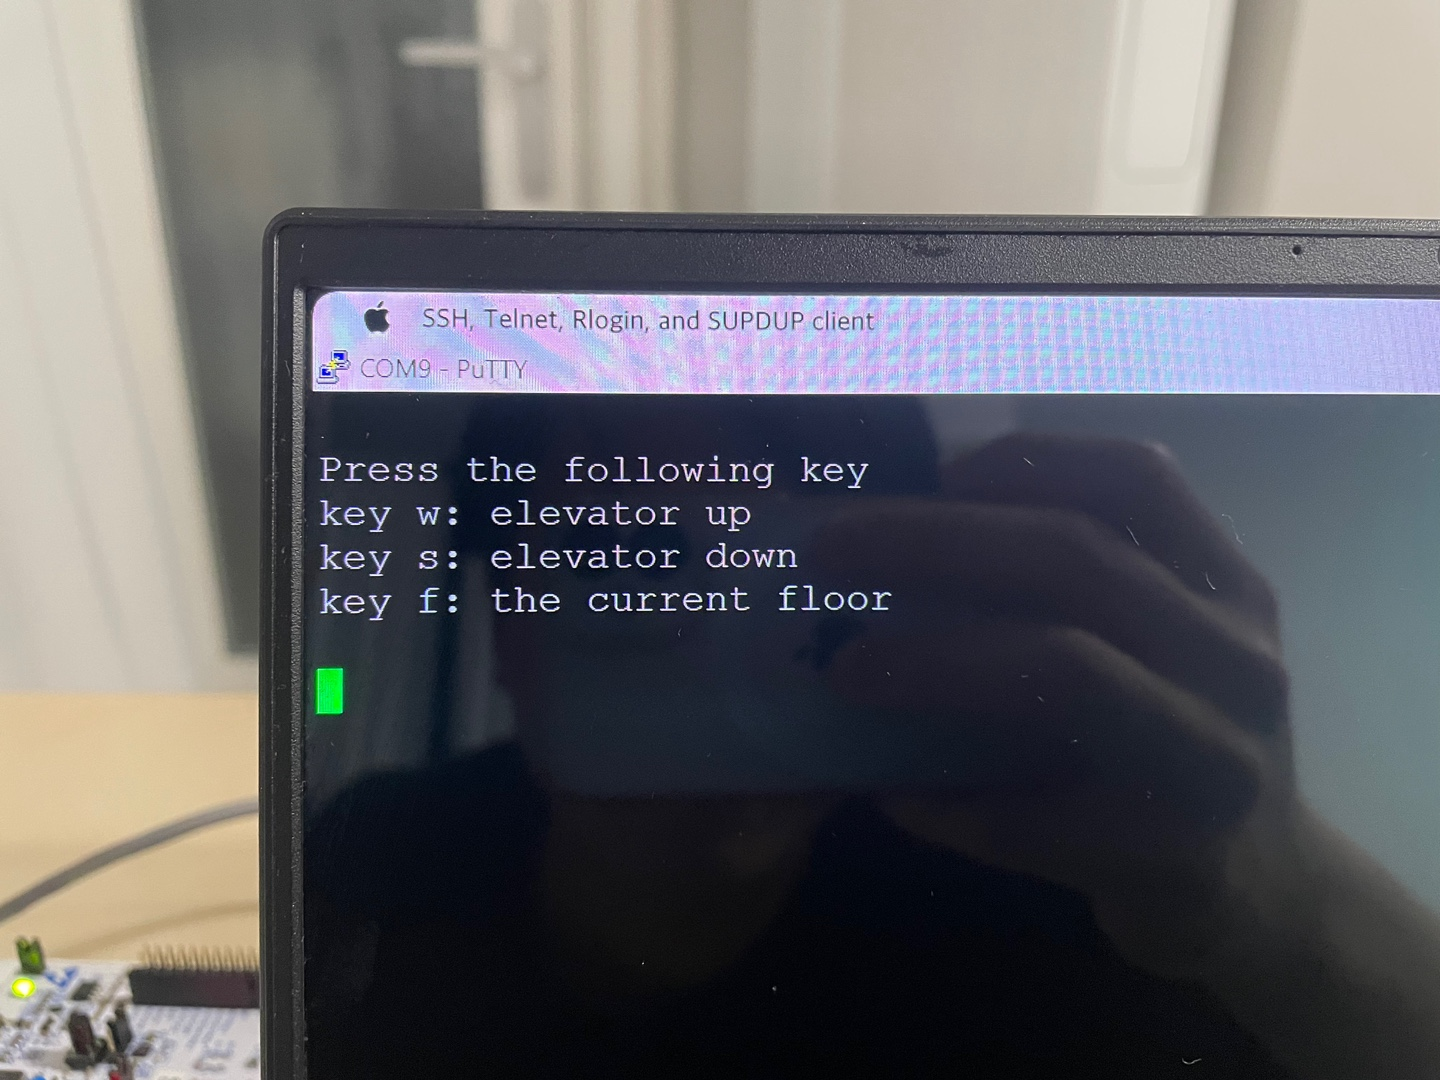 SSH, Telnet, Rlogin, and SUPDUP client
COM9 - PuTTY
Press the following key
key w: elevator up
key s: elevator down
key f: the current floor